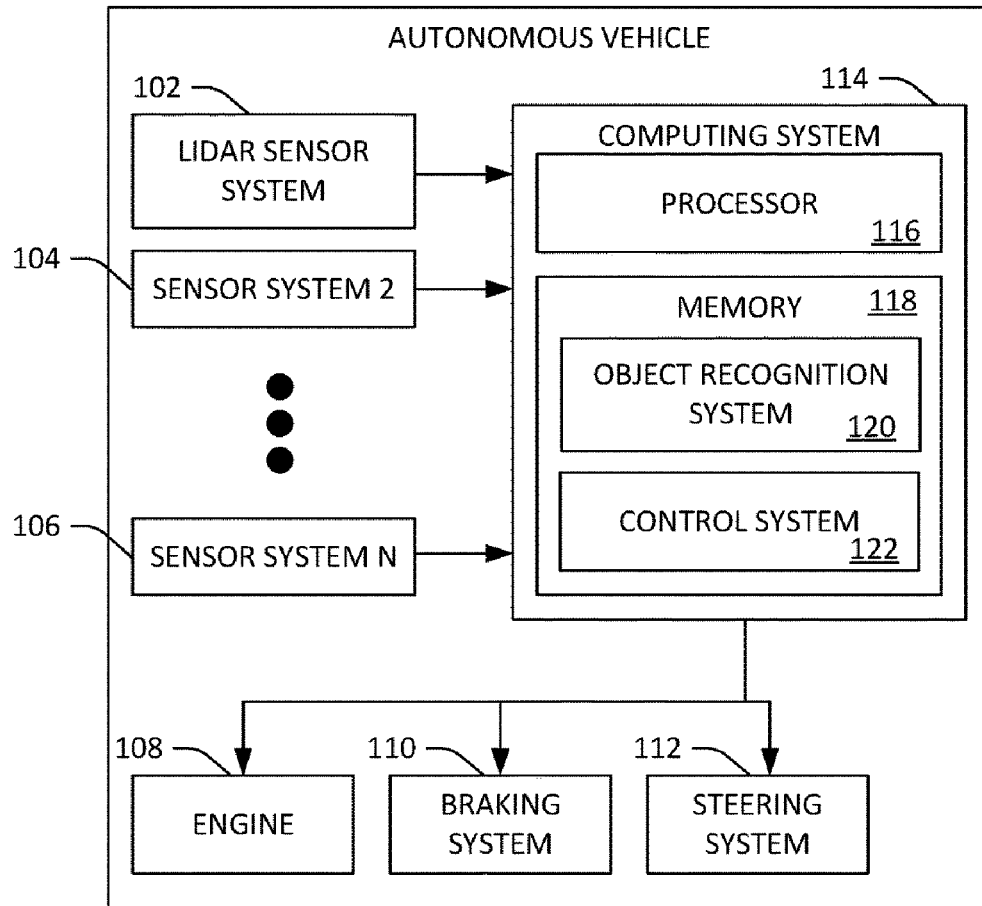 AUTONOMOUS VEHICLE
102
114
LIDAR SENSOR
SYSTEM
COMPUTING SYSTEM
PROCESSOR
116
104
SENSOR SYSTEM 2
MEMORY
118
OBJECT RECOGNITION
SYSTEM
120
106
SENSOR SYSTEM N
CONTROL SYSTEM
122
108
110
112
ENGINE
BRAKING
SYSTEM
STEERING
SYSTEM